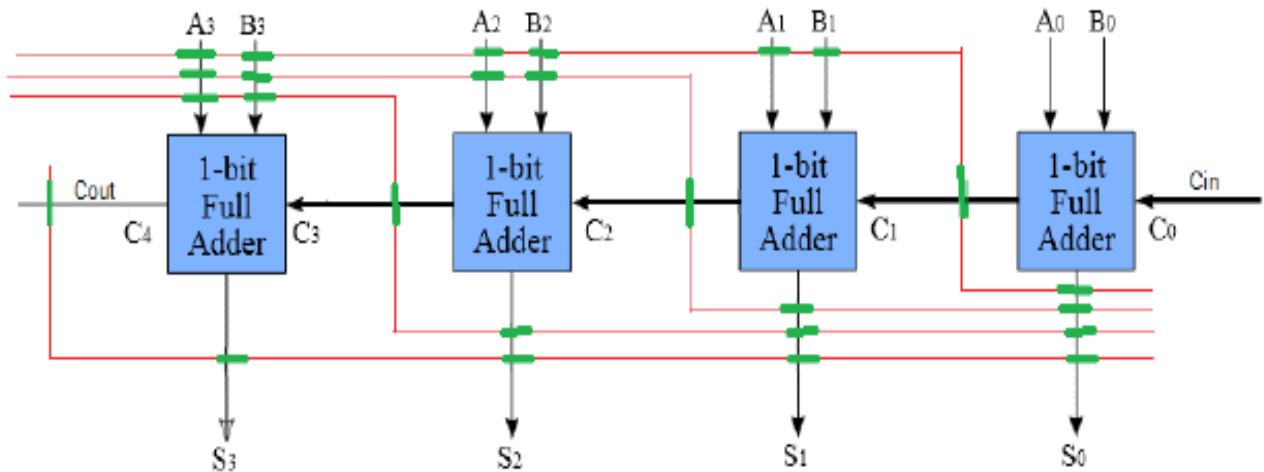 A3 B3 A2 B2 A1 B1 A0 B0
1-bit Full Adder
1-bit Full Adder
1-bit Full Adder
1-bit Full Adder
Cout
Cin
C4 C3 C2 C1 C0
S3 S2 S1 S0